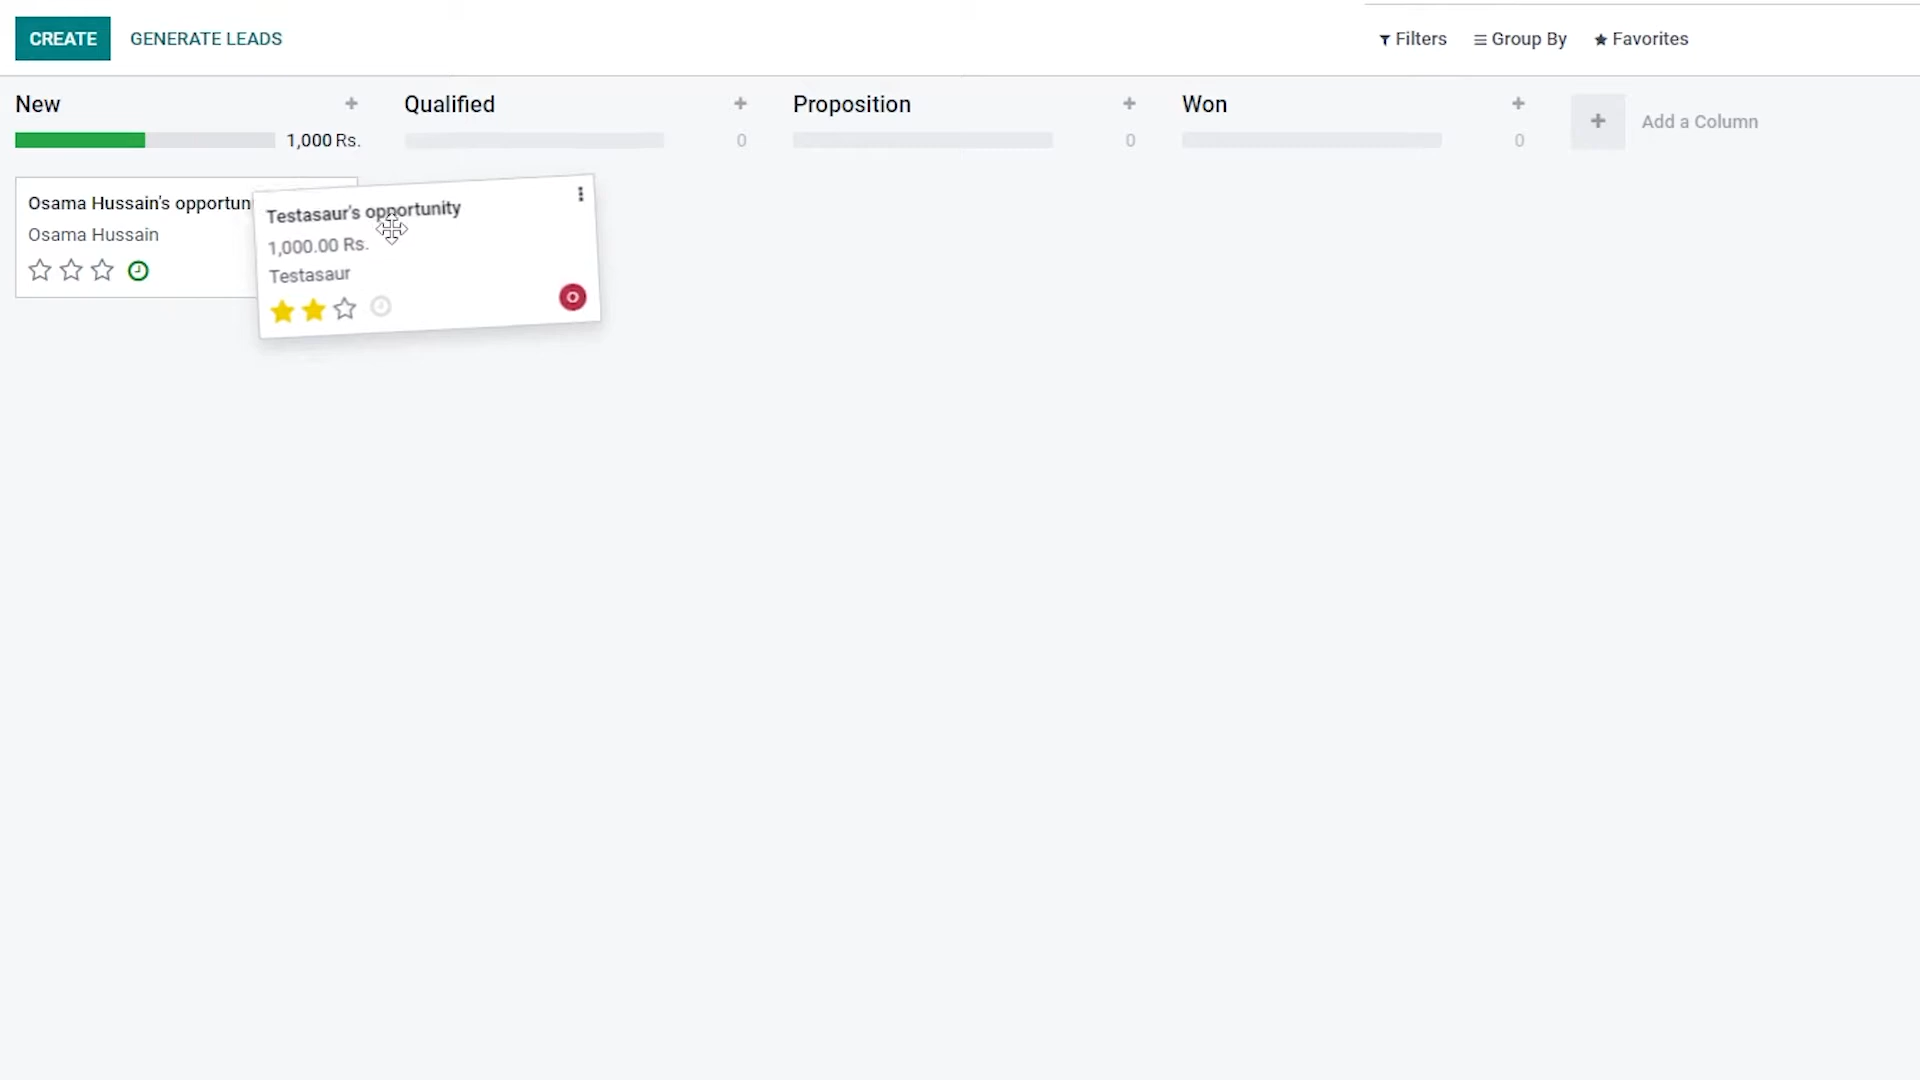 CREATE GENERATE LEADS Filters Group By Favorites
New Qualified Proposition Won Add a Column
1,000 Rs. 0 0 0
Osama Hussain's opportun
Osama Hussain
Testasaur's opportunity
1,000.00 Rs.
Testasaur
O